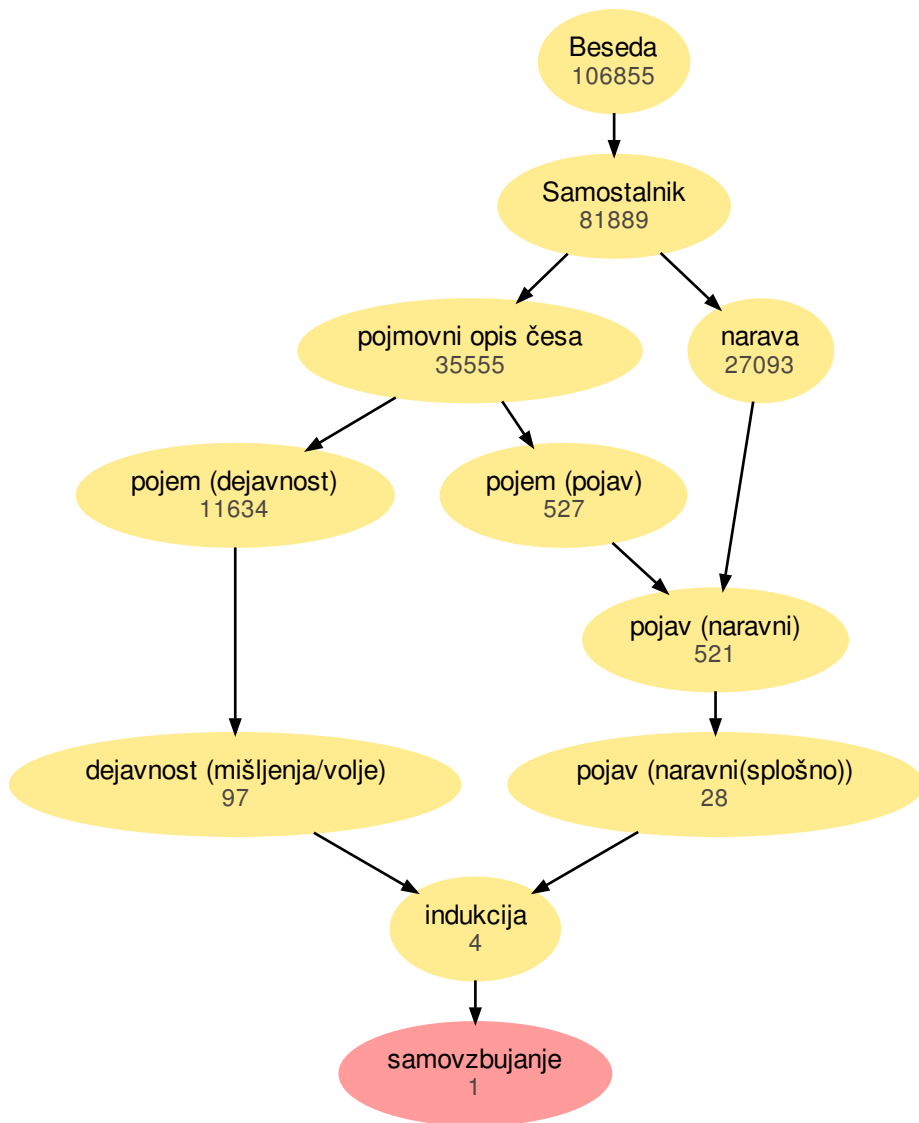 Beseda
106855
Samostalnik
81889
pojmovni opis česa
35555
narava
27093
pojem (dejavnost)
11634
pojem (pojav)
527
pojav (naravni)
521
dejavnost (mišljenja/volje)
97
pojav (naravni(splošno))
28
indukcija
4
samovzbujanje
1